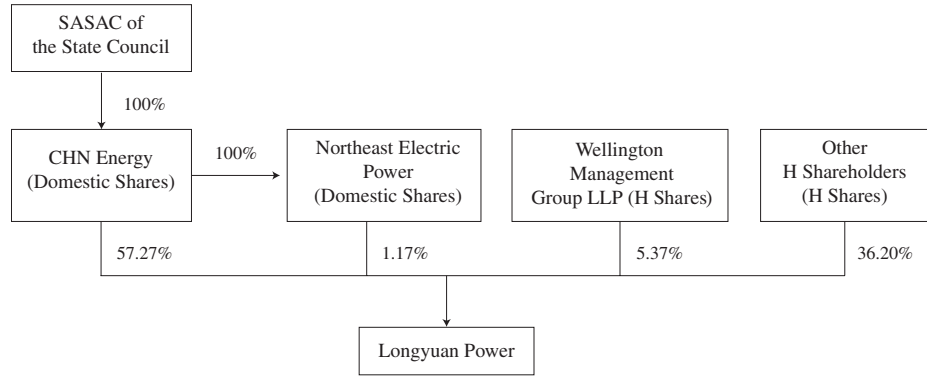 SASAC of
the State Council
100%
CHN Energy
(Domestic Shares)
100%
Northeast Electric
Power
(Domestic Shares)
Wellington
Management
Group LLP (H Shares)
Other
H Shareholders
(H Shares)
57.27%
1.17%
5.37%
36.20%
Longyuan Power